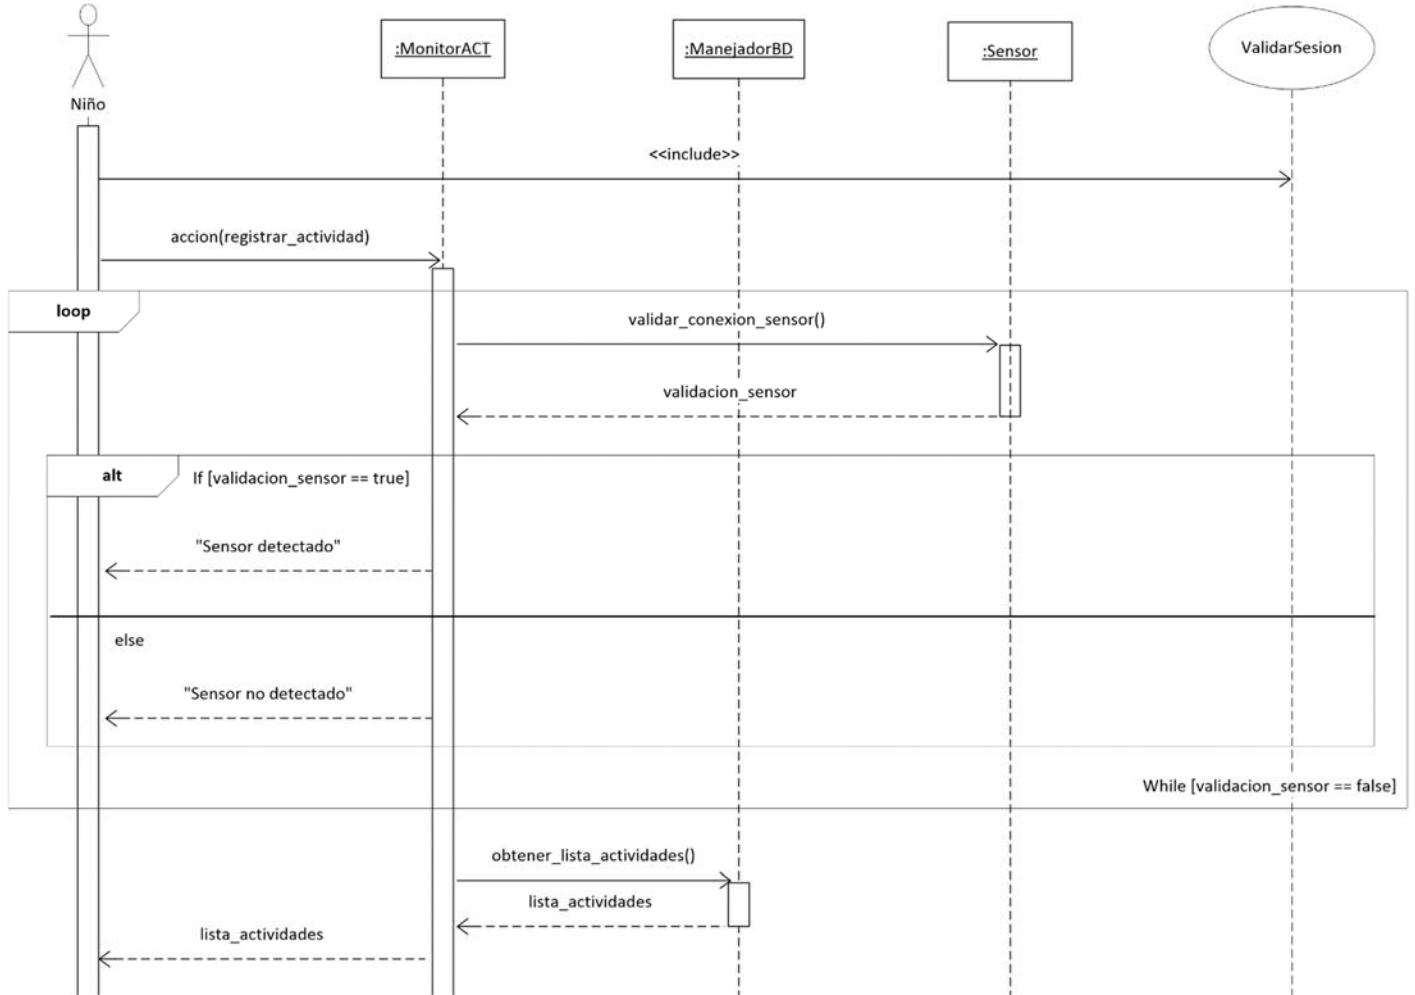 Niño
:MonitorACT
:ManejadorBD
:Sensor
ValidarSesion
<<include>>
accion(registrar_actividad)
loop
validar_conexion_sensor()
validacion_sensor
alt
If [validacion_sensor == true]
"Sensor detectado"
else
"Sensor no detectado"
While [validacion_sensor == false]
obtener_lista_actividades()
lista_actividades
lista_actividades